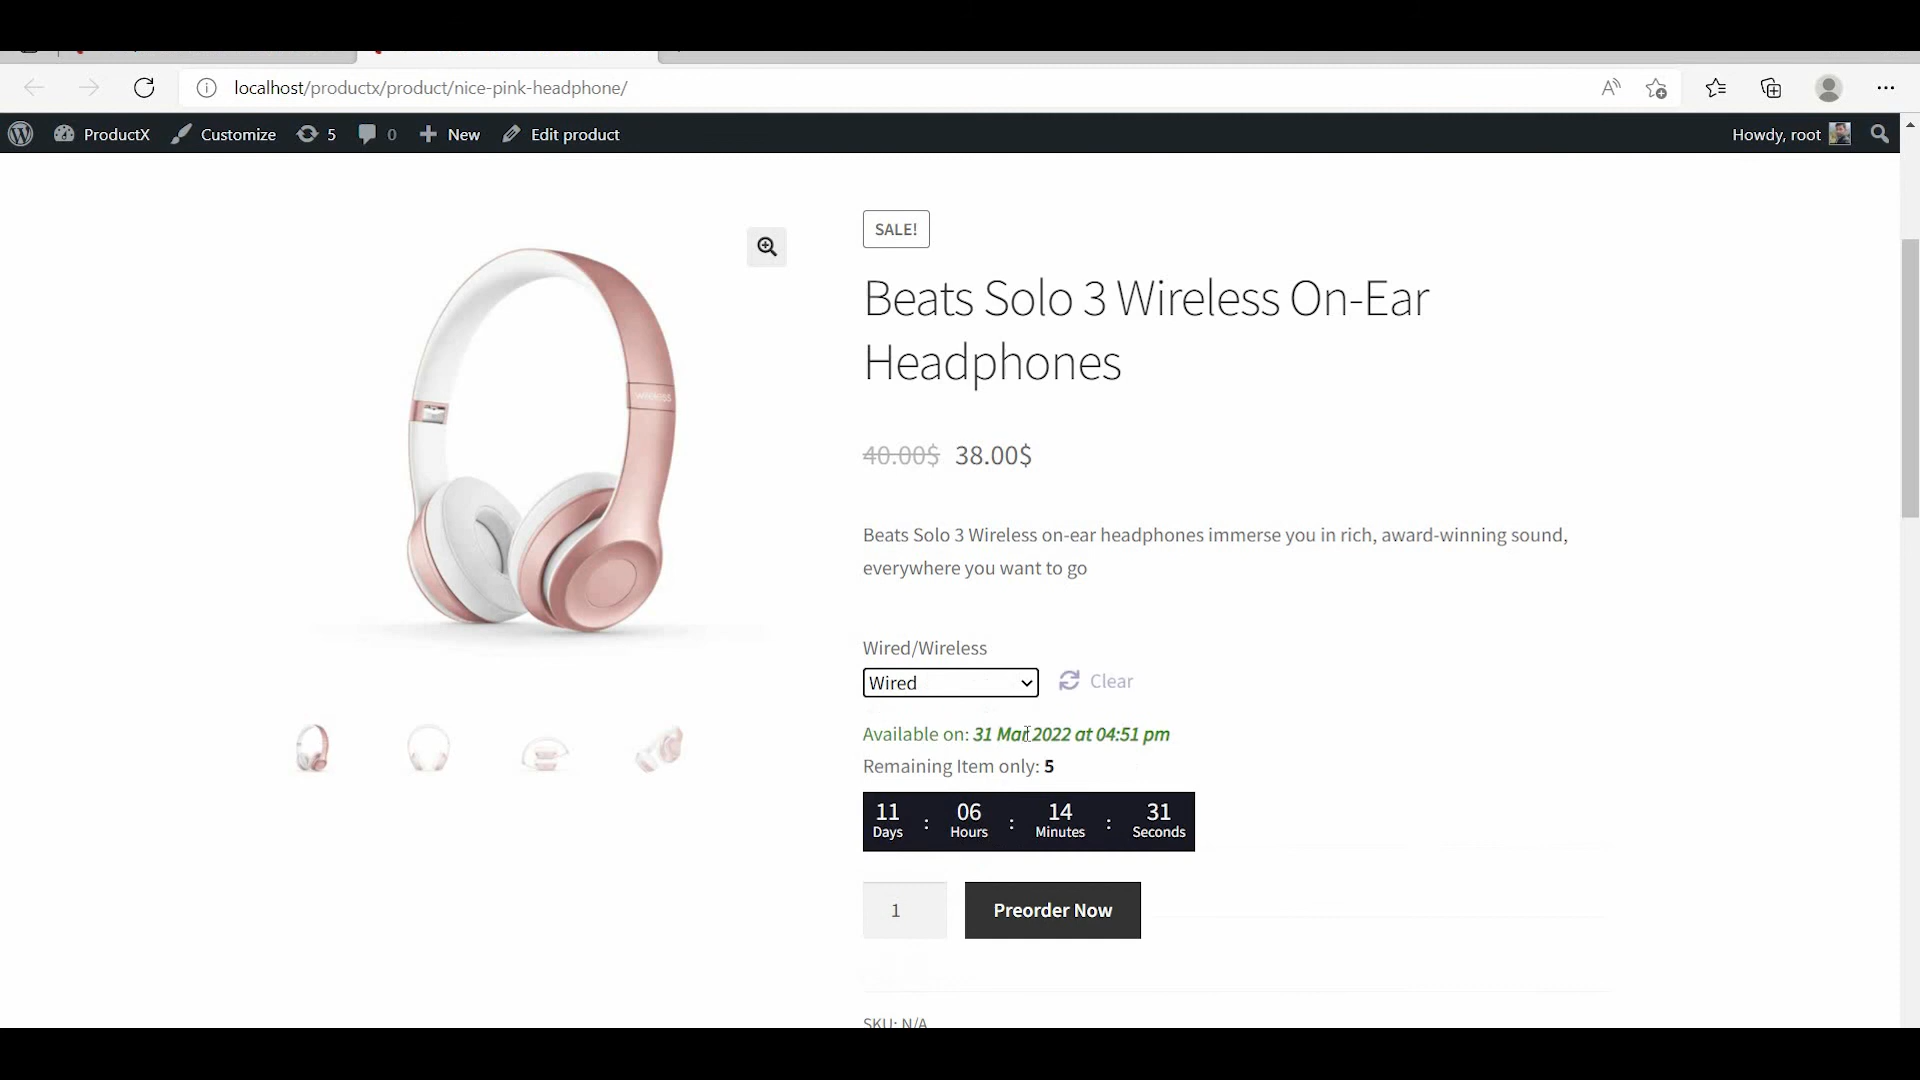 localhost/productx/product/nice-pink-headphone/
ProductX Customize 5 0 New Edit product Howdy, root
SALE!
Beats Solo 3 Wireless On-Ear
Headphones
40.00$ 38.00$
Beats Solo 3 Wireless on-ear headphones immerse you in rich, award-winning sound,
everywhere you want to go
Wired/Wireless
Wired Clear
Available on: 31 Mar 2022 at 04:51 pm
Remaining Item only: 5
11 : 06 : 14 : 31
Days Hours Minutes Seconds
1 Preorder Now
SKU: N/A
wireless